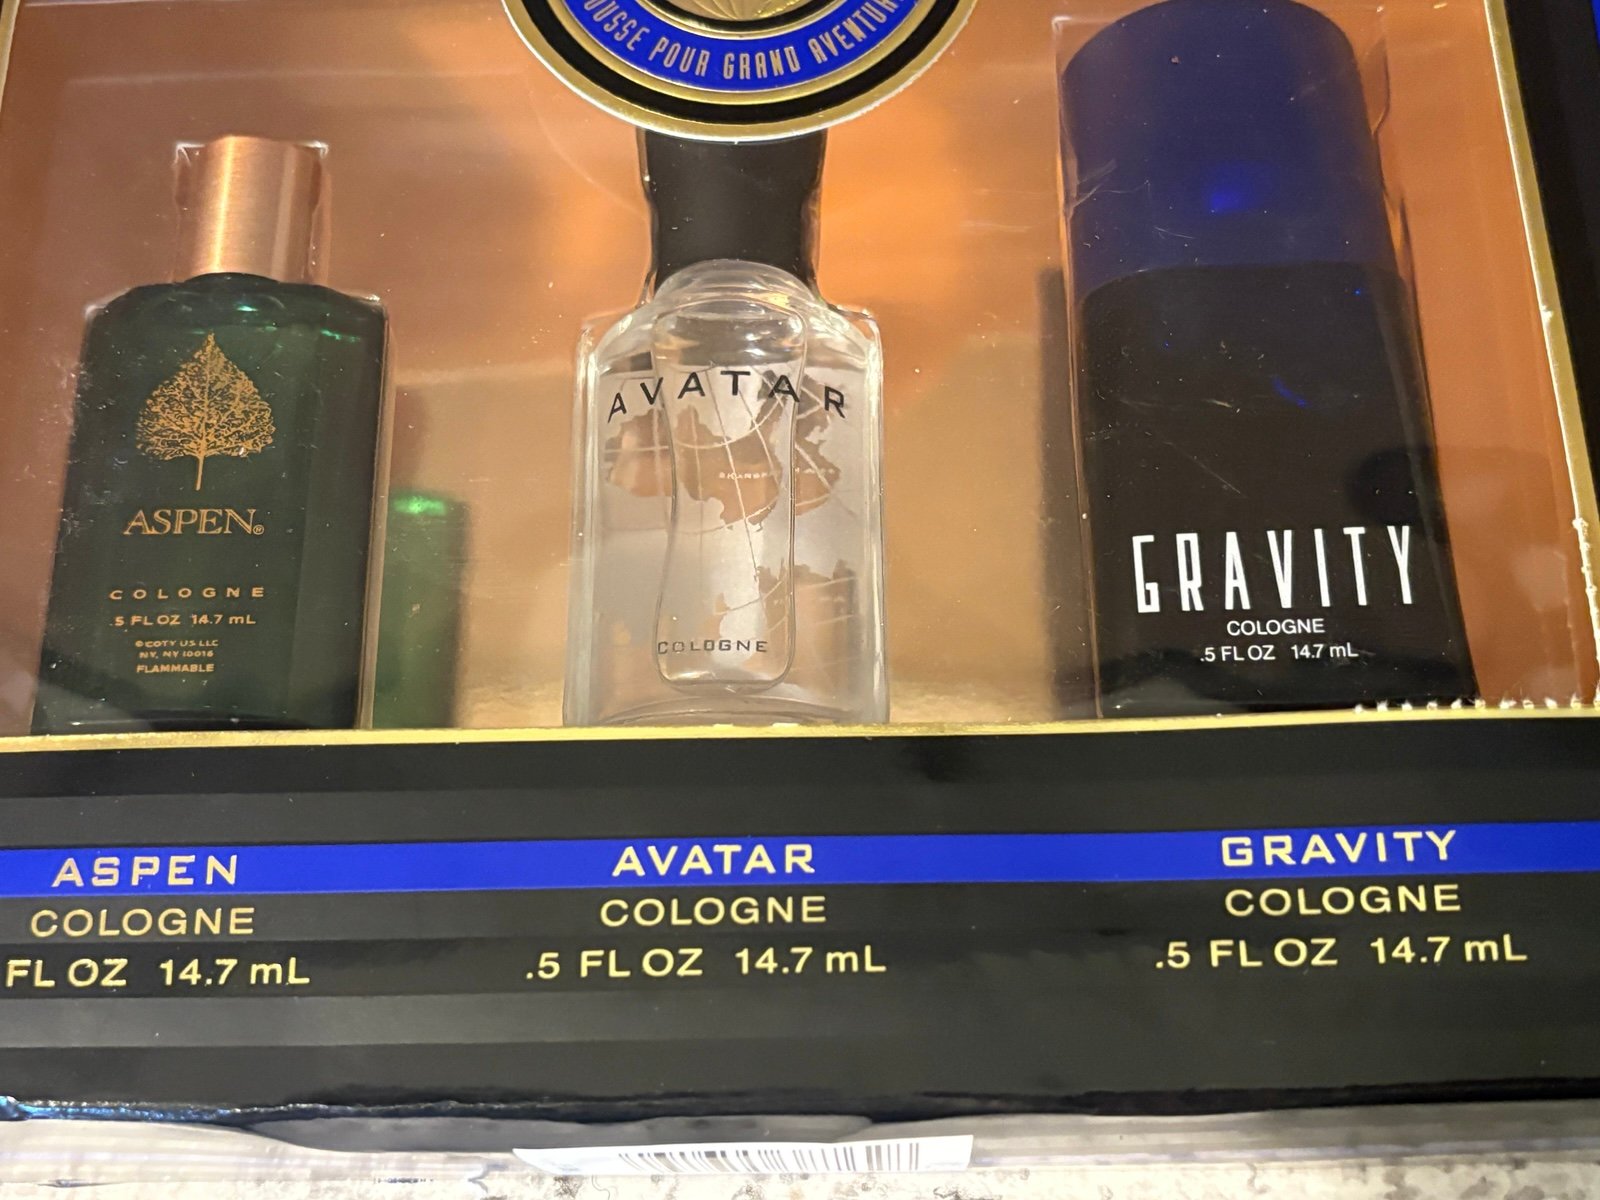 POUR GRAND AVENTUR
ASPEN®
COLOGNE
.5 FL OZ 14.7 mL
©COTY US LLC
NY, NY 10016
FLAMMABLE
AVATAR
COLOGNE
GRAVITY
COLOGNE
.5 FL OZ 14.7 mL
ASPEN
COLOGNE
FL OZ 14.7 mL
AVATAR
COLOGNE
.5 FL OZ 14.7 mL
GRAVITY
COLOGNE
.5 FL OZ 14.7 mL